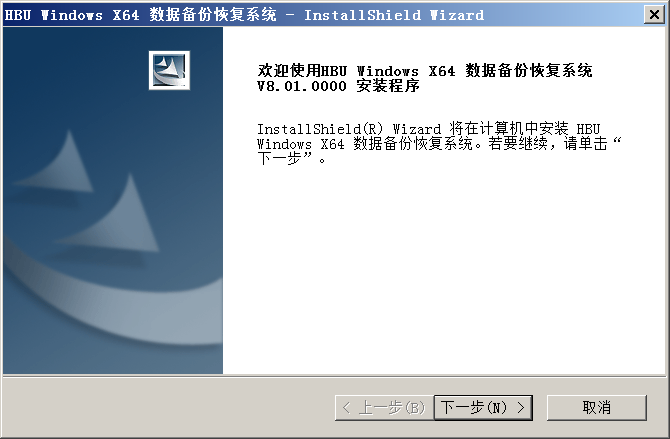 HBU Windows X64 数据备份恢复系统 - InstallShield Wizard
欢迎使用HBU Windows X64 数据备份恢复系统
V8.01.0000 安装程序
InstallShield(R) Wizard 将在计算机中安装 HBU
Windows X64 数据备份恢复系统。若要继续，请单击“
下一步”。
< 上一步(B)
下一步(N) >
取消